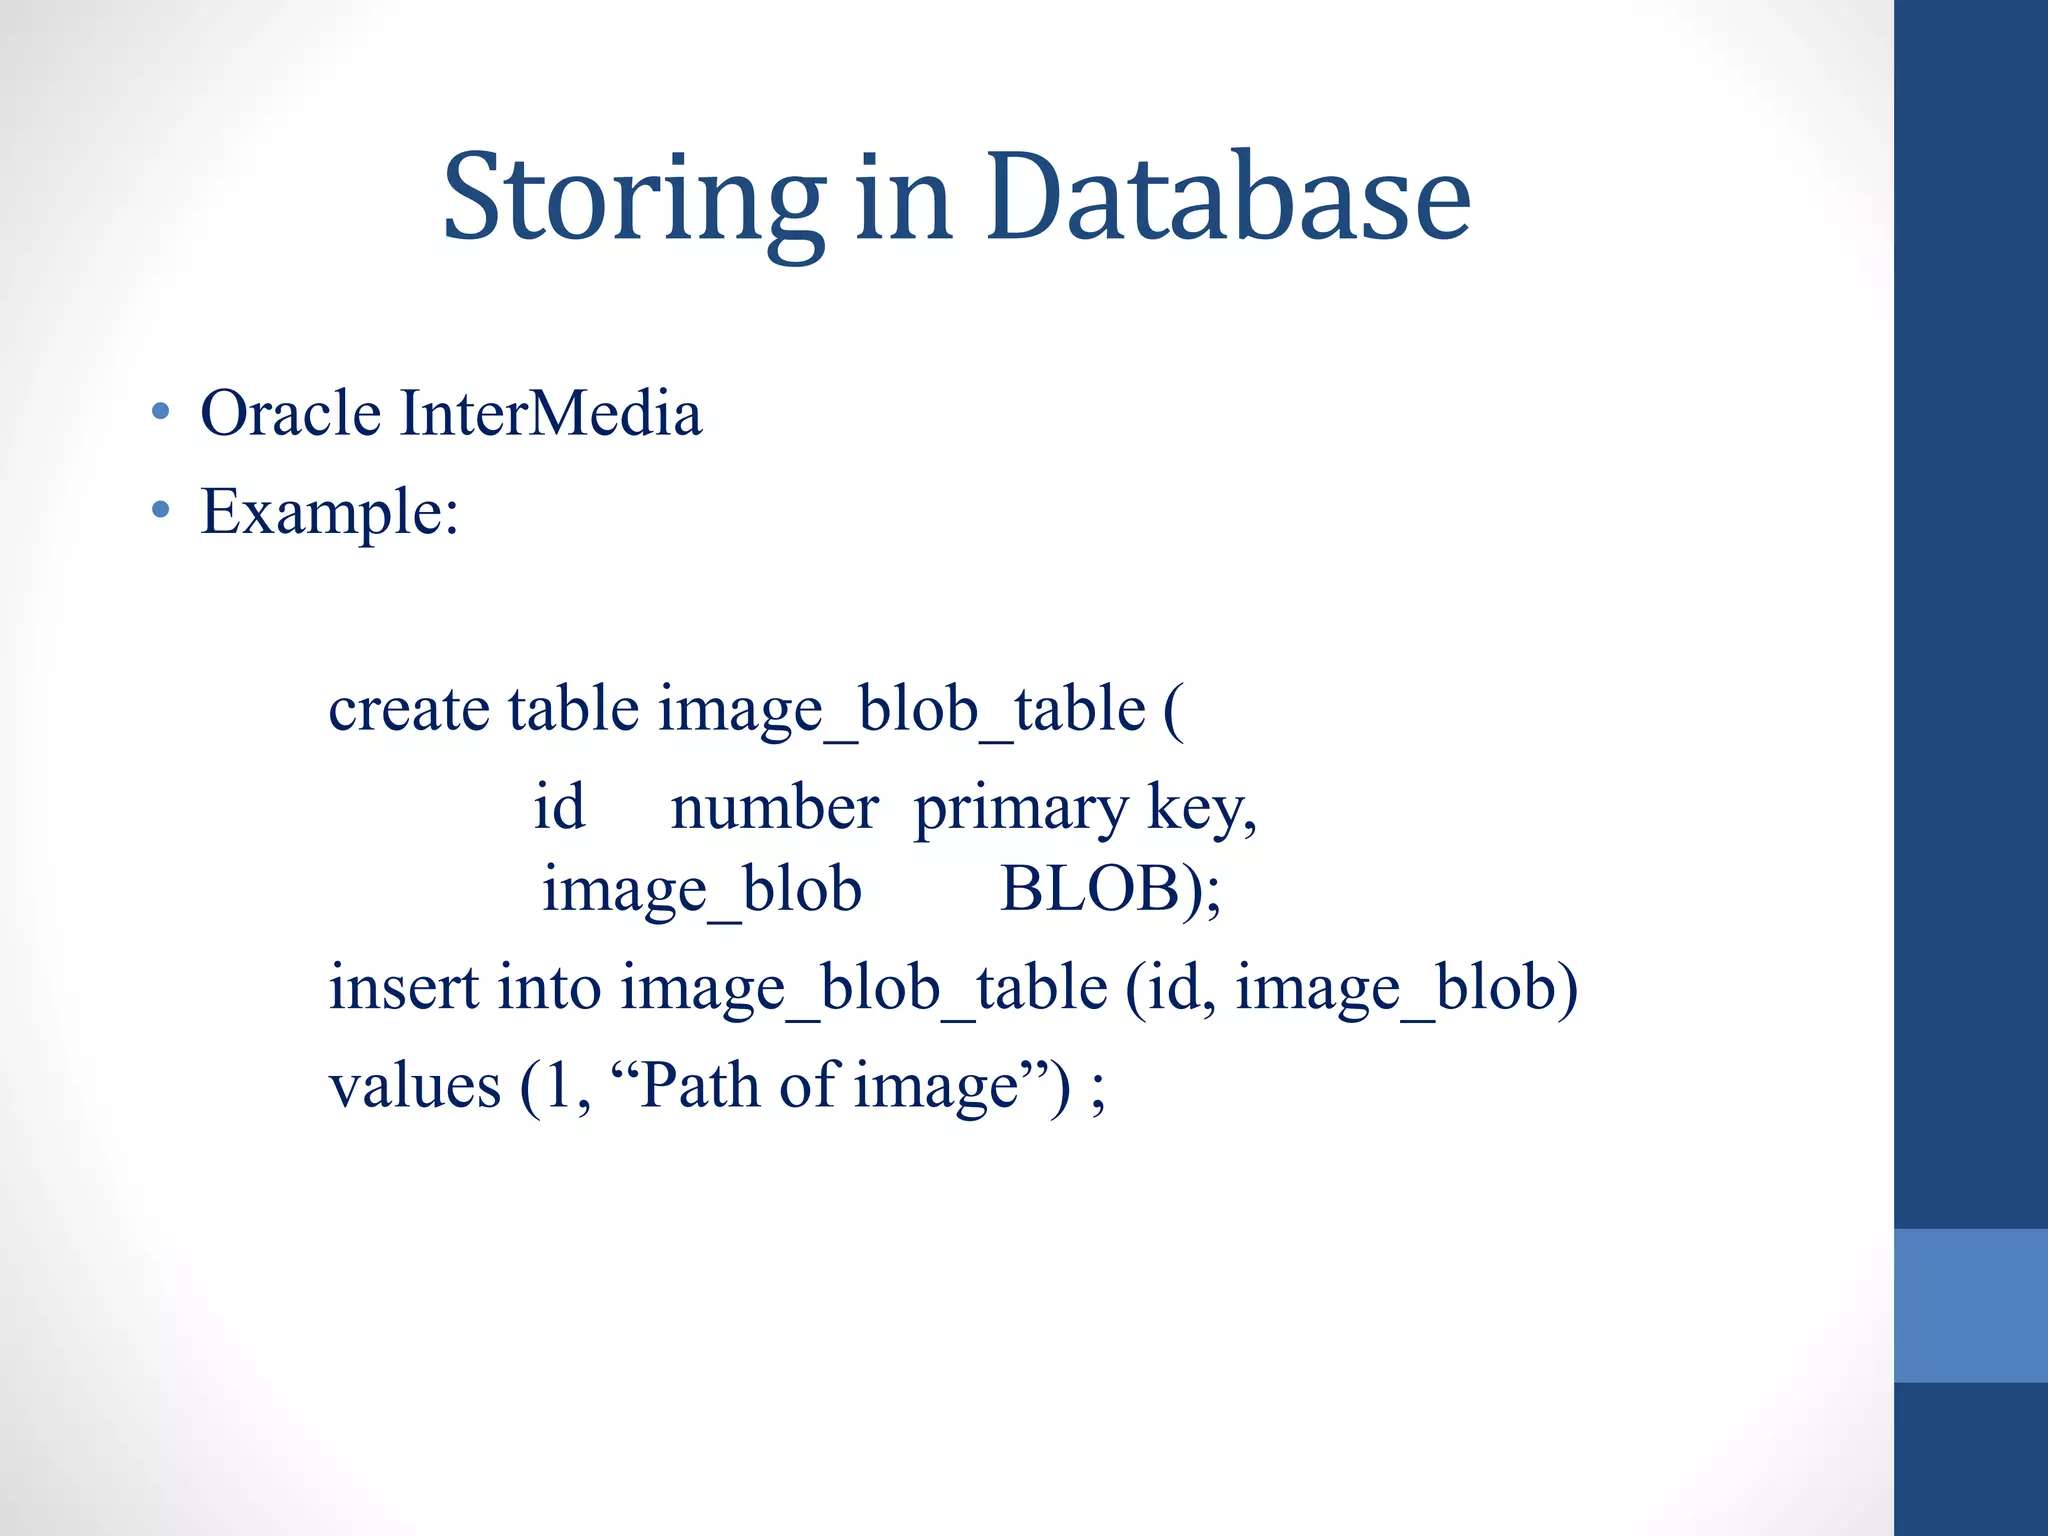 Storing in Database
• Oracle InterMedia
• Example:
create table image_blob_table (
id number primary key,
image_blob BLOB);
insert into image_blob_table (id, image_blob)
values (1, “Path of image”) ;